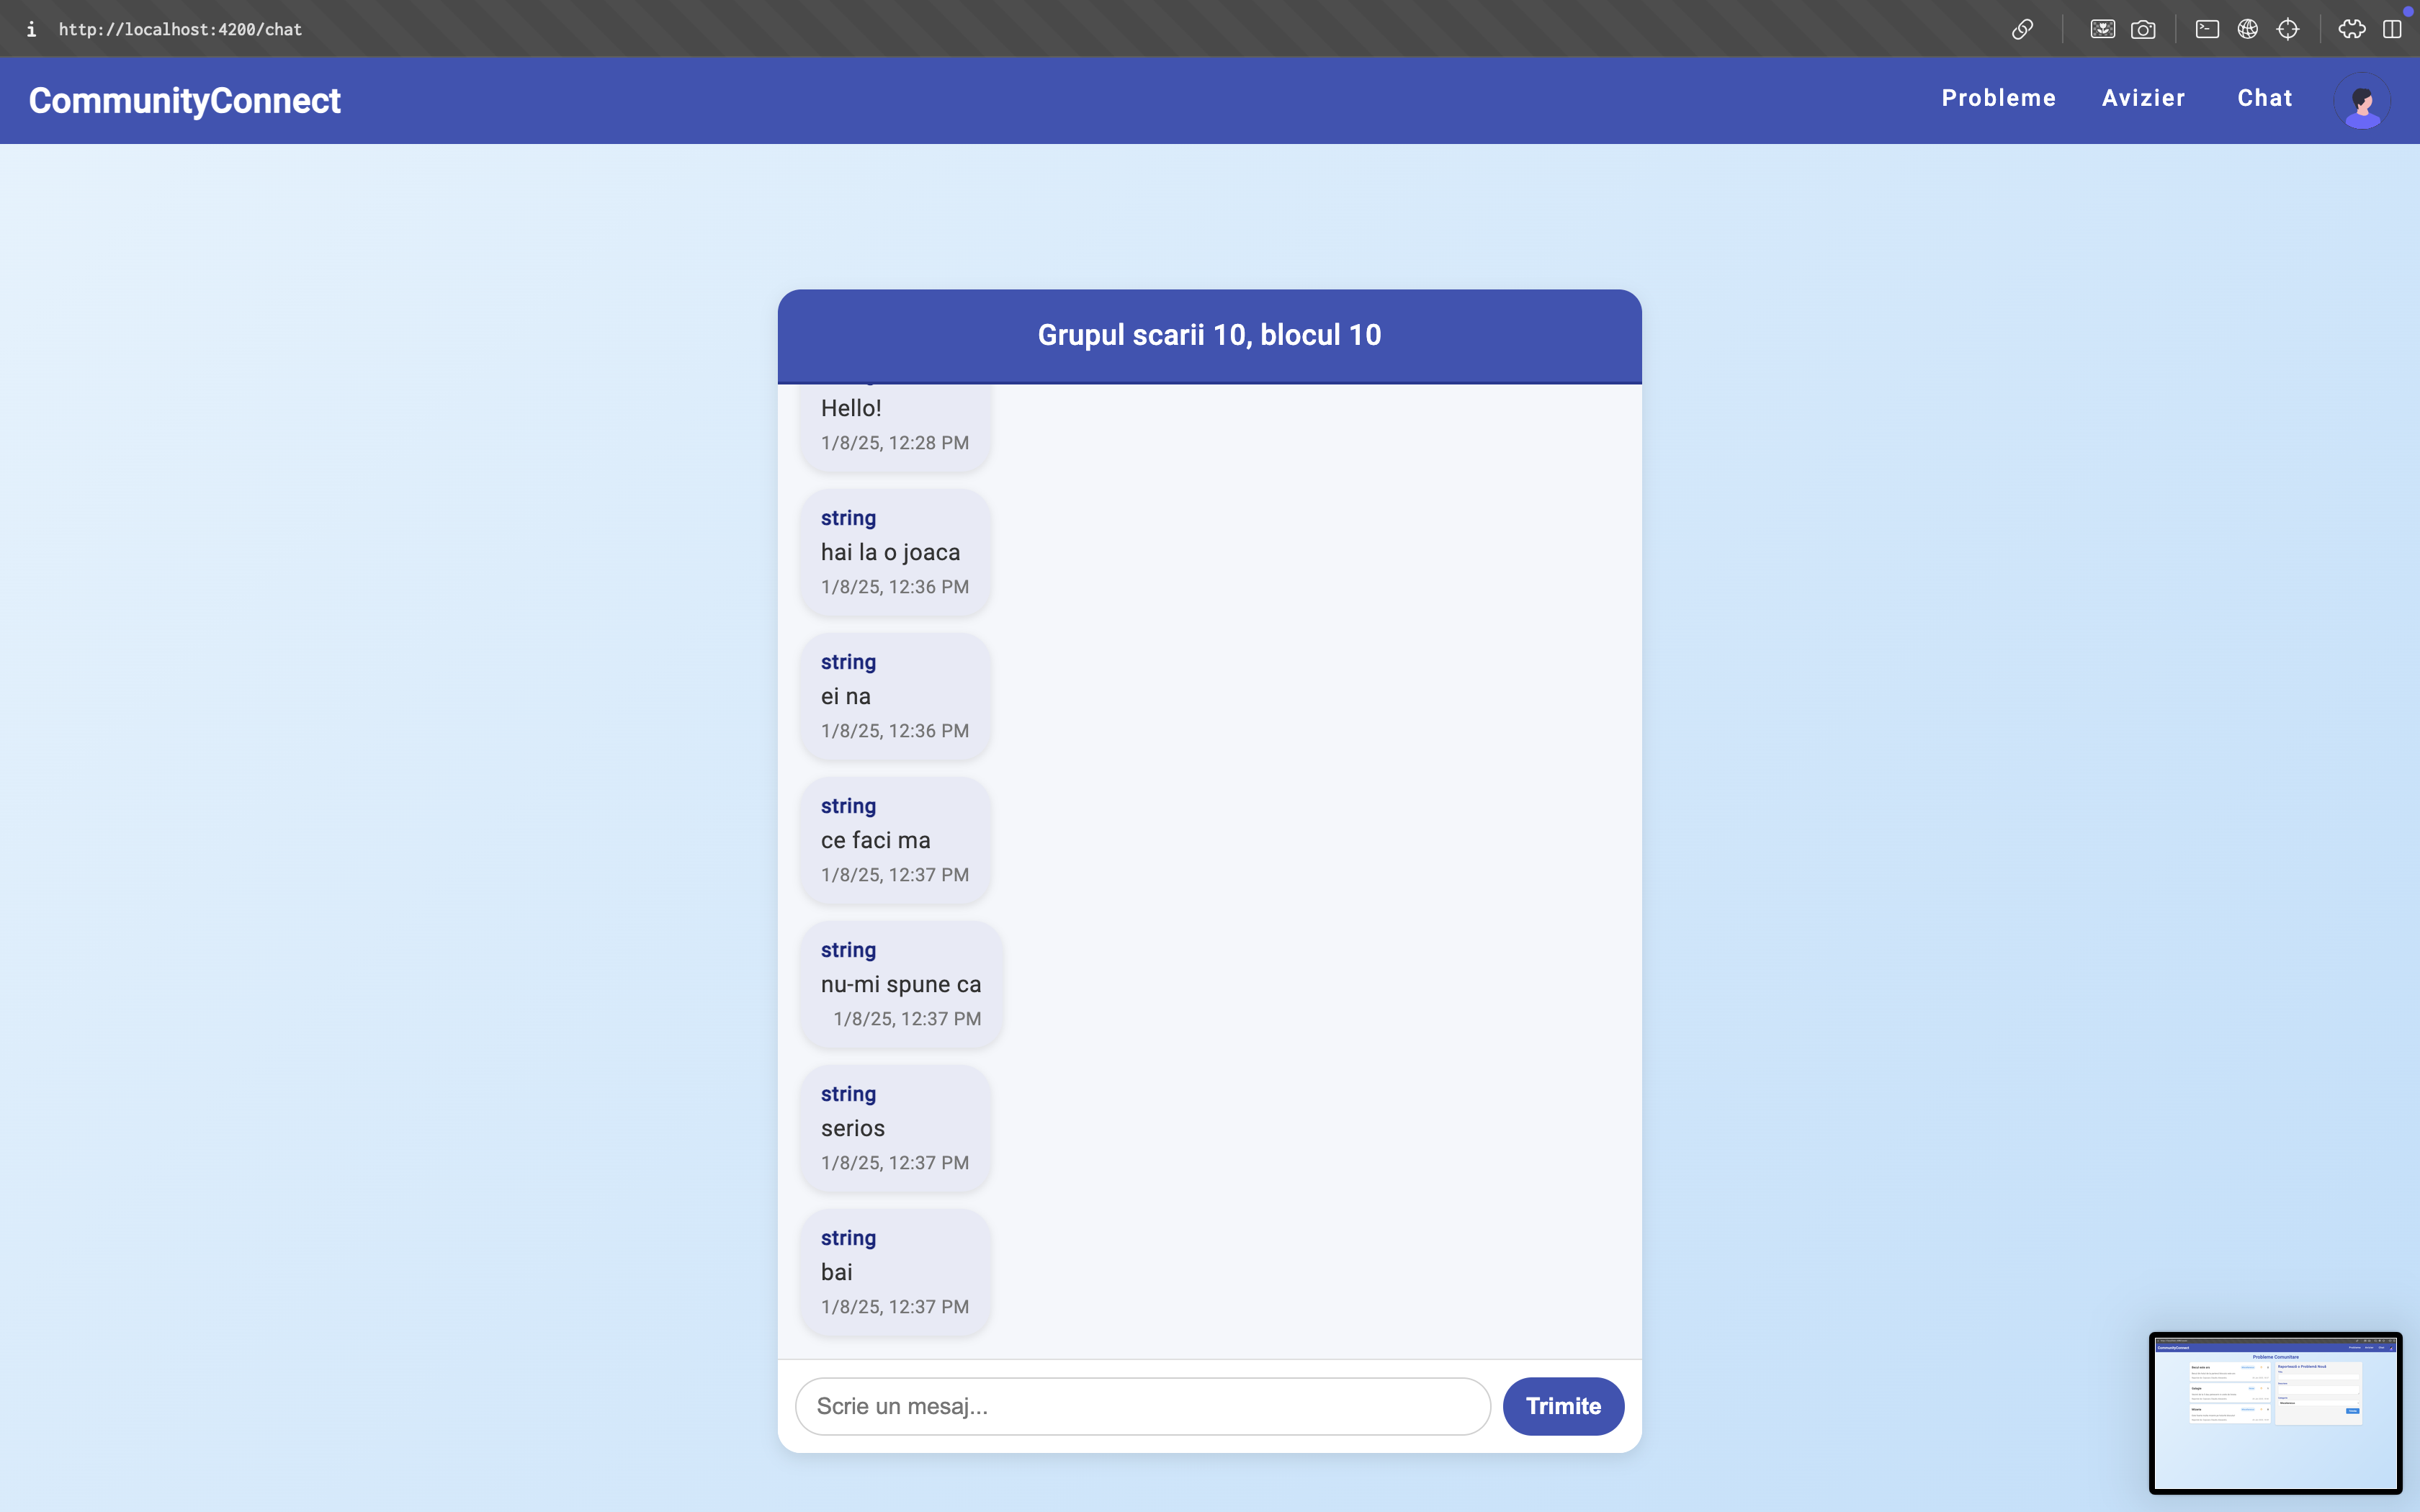 http://localhost:4200/chat
CommunityConnect
Probleme Avizier Chat
Grupul scarii 10, blocul 10
Hello!
1/8/25, 12:28 PM
string
hai la o joaca
1/8/25, 12:36 PM
string
ei na
1/8/25, 12:36 PM
string
ce faci ma
1/8/25, 12:37 PM
string
nu-mi spune ca
1/8/25, 12:37 PM
string
serios
1/8/25, 12:37 PM
string
bai
1/8/25, 12:37 PM
Scrie un mesaj...
Trimite
CommunityConnect
Probleme Comunitare